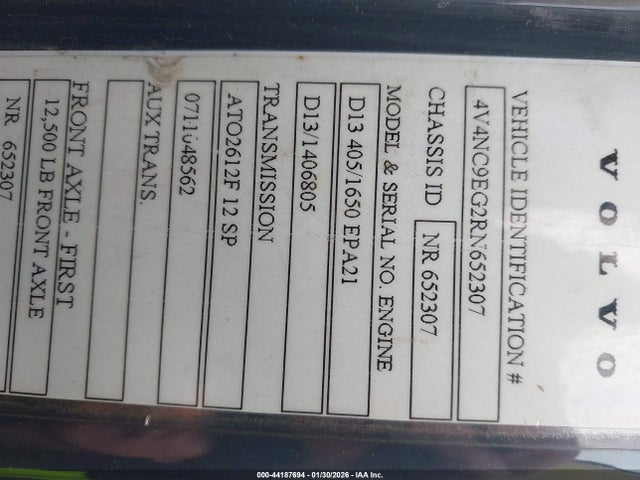 VOLVO
VEHICLE IDENTIFICATION #
4V4NC9EG2RN652307
CHASSIS ID NR 652307
MODEL & SERIAL NO. ENGINE
D13 405/1650 EPA21
D13/1406805
TRANSMISSION
ATO2612F 12 SP
0711048562
AUX TRANS.
FRONT AXLE - FIRST
12,500 LB FRONT AXLE
NR 652307
000-44187694 - 01/30/2026 - IAA Inc.